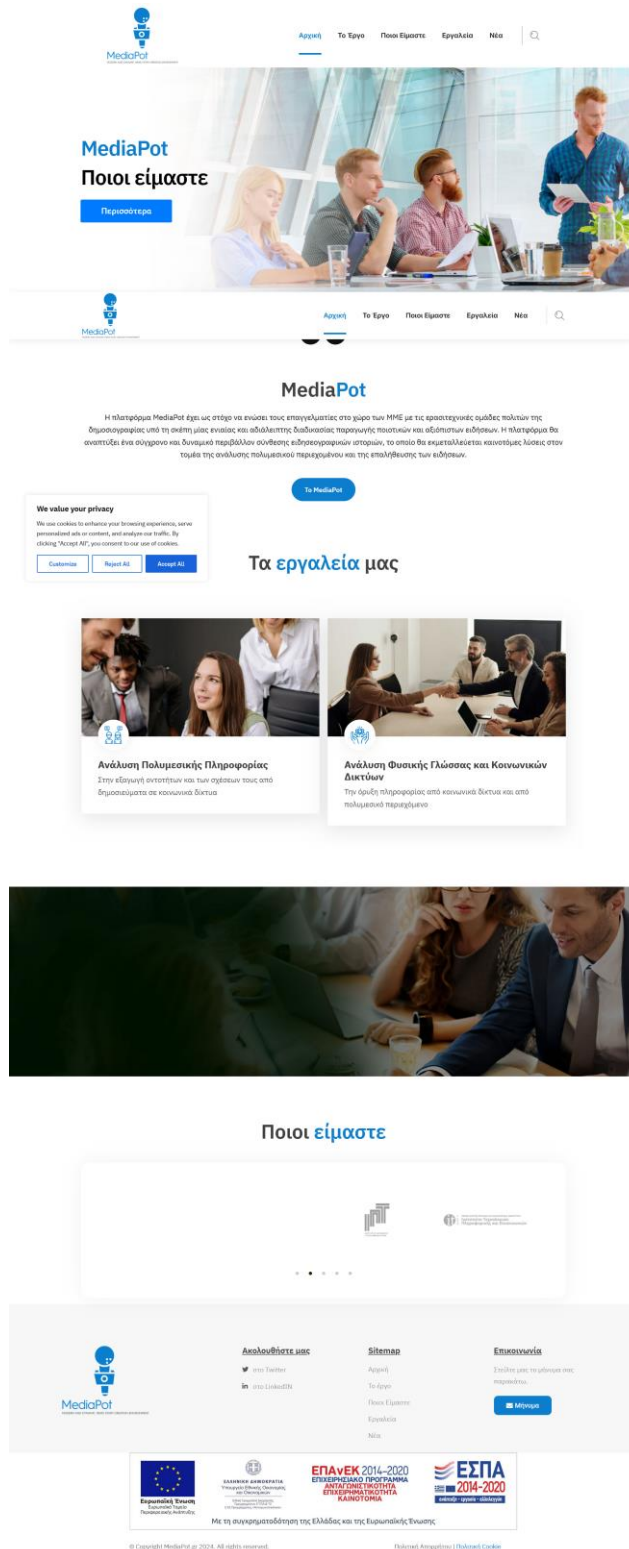 MediaPot
Αρχική Το Έργο Ποιοι Είμαστε Εργαλεία Νέα
MediaPot
Ποιοι είμαστε
Περισσότερα
MediaPot
Αρχική Το Έργο Ποιοι Είμαστε Εργαλεία Νέα
MediaPot
Η πλατφόρμα MediaPot έχει ως στόχο να ενώσει τους επαγγελματίες στο χώρο των ΜΜΕ με τις ερασιτεχνικές ομάδες πολιτών της
δημοσιογραφίας υπό τη σκέπη μίας ενιαίας και αδιάλειπτης διαδικασίας παραγωγής ποιοτικών και αξιόπιστων ειδήσεων. Η πλατφόρμα θα
αναπτύξει ένα σύγχρονο και δυναμικό περιβάλλον σύνθεσης ειδησεογραφικών ιστοριών, το οποίο θα εκμεταλλεύεται καινοτόμες λύσεις στον
τομέα της ανάλυσης πολυμεσικού περιεχομένου και της επαλήθευσης των ειδήσεων.
Το MediaPot
We value your privacy
We use cookies to enhance your browsing experience, serve
personalized ads or content, and analyze our traffic. By
clicking "Accept All", you consent to our use of cookies.
Customize Reject All Accept All
Τα εργαλεία μας
Ανάλυση Πολυμεσικής Πληροφορίας
Στην εξαγωγή οντοτήτων και των σχέσεων τους από
δημοσιεύματα σε κοινωνικά δίκτυα
Ανάλυση Φυσικής Γλώσσας και Κοινωνικών
Δικτύων
Την όρυξη πληροφορίας από κοινωνικά δίκτυα και από
πολυμεσικό περιεχόμενο
Ποιοι είμαστε
MediaPot
Ακολουθήστε μας
στο Twitter
στο LinkedIN
Sitemap
Αρχική
Το έργο
Ποιοι Είμαστε
Εργαλεία
Νέα
Επικοινωνία
Στείλτε μας το μήνυμα σας
παρακάτω.
Μήνυμα
Ευρωπαϊκή Ένωση
Ευρωπαϊκό Ταμείο
Περιφερειακής Ανάπτυξης
ΕΛΛΗΝΙΚΗ ΔΗΜΟΚΡΑΤΙΑ
ΕΠΑνΕΚ 2014–2020
ΕΠΙΧΕΙΡΗΣΙΑΚΟ ΠΡΟΓΡΑΜΜΑ
ΑΝΤΑΓΩΝΙΣΤΙΚΟΤΗΤΑ
ΕΠΙΧΕΙΡΗΜΑΤΙΚΟΤΗΤΑ
ΚΑΙΝΟΤΟΜΙΑ
ΕΣΠΑ
2014-2020
ανάπτυξη - εργασία - αλληλεγγύη
Με τη συγχρηματοδότηση της Ελλάδας και της Ευρωπαϊκής Ένωσης
© Copyright MediaPot.gr 2024. All rights reserved.
Πολιτική Απορρήτου | Πολιτική Cookie